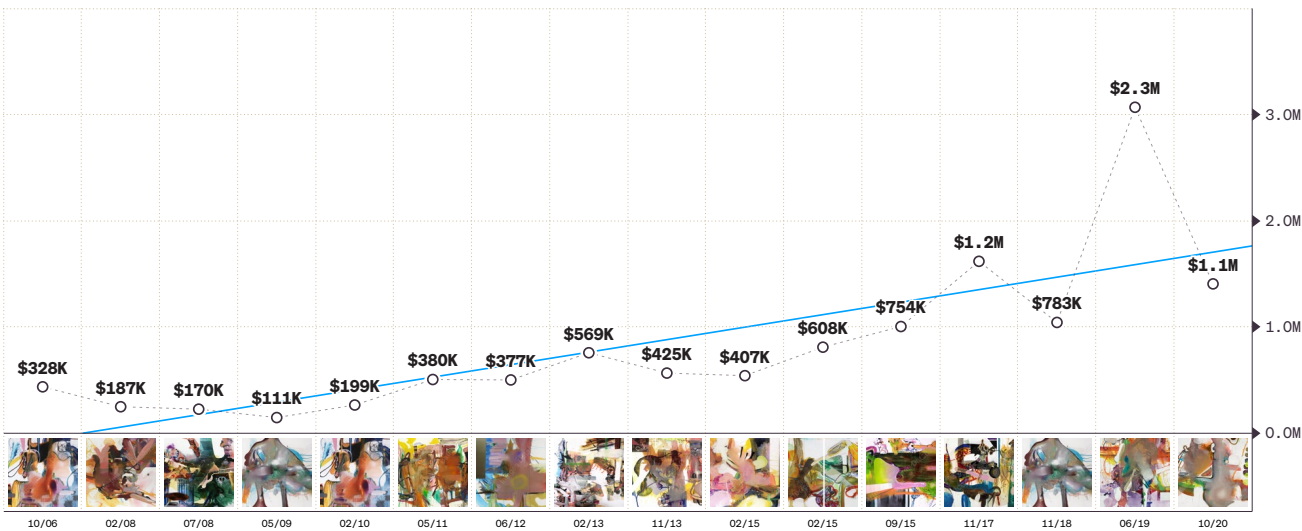 $2.3M
3.0M
2.0M
$1.2M
$1.1M
$783K
$754K
1.0M
$608K
$569K
$425K
$407K
$380K
$377K
$328K
$187K
$170K
$111K
$199K
0.0M
10/06 02/08 07/08 05/09 02/10 05/11 06/12 02/13 11/13 02/15 02/15 09/15 11/17 11/18 06/19 10/20